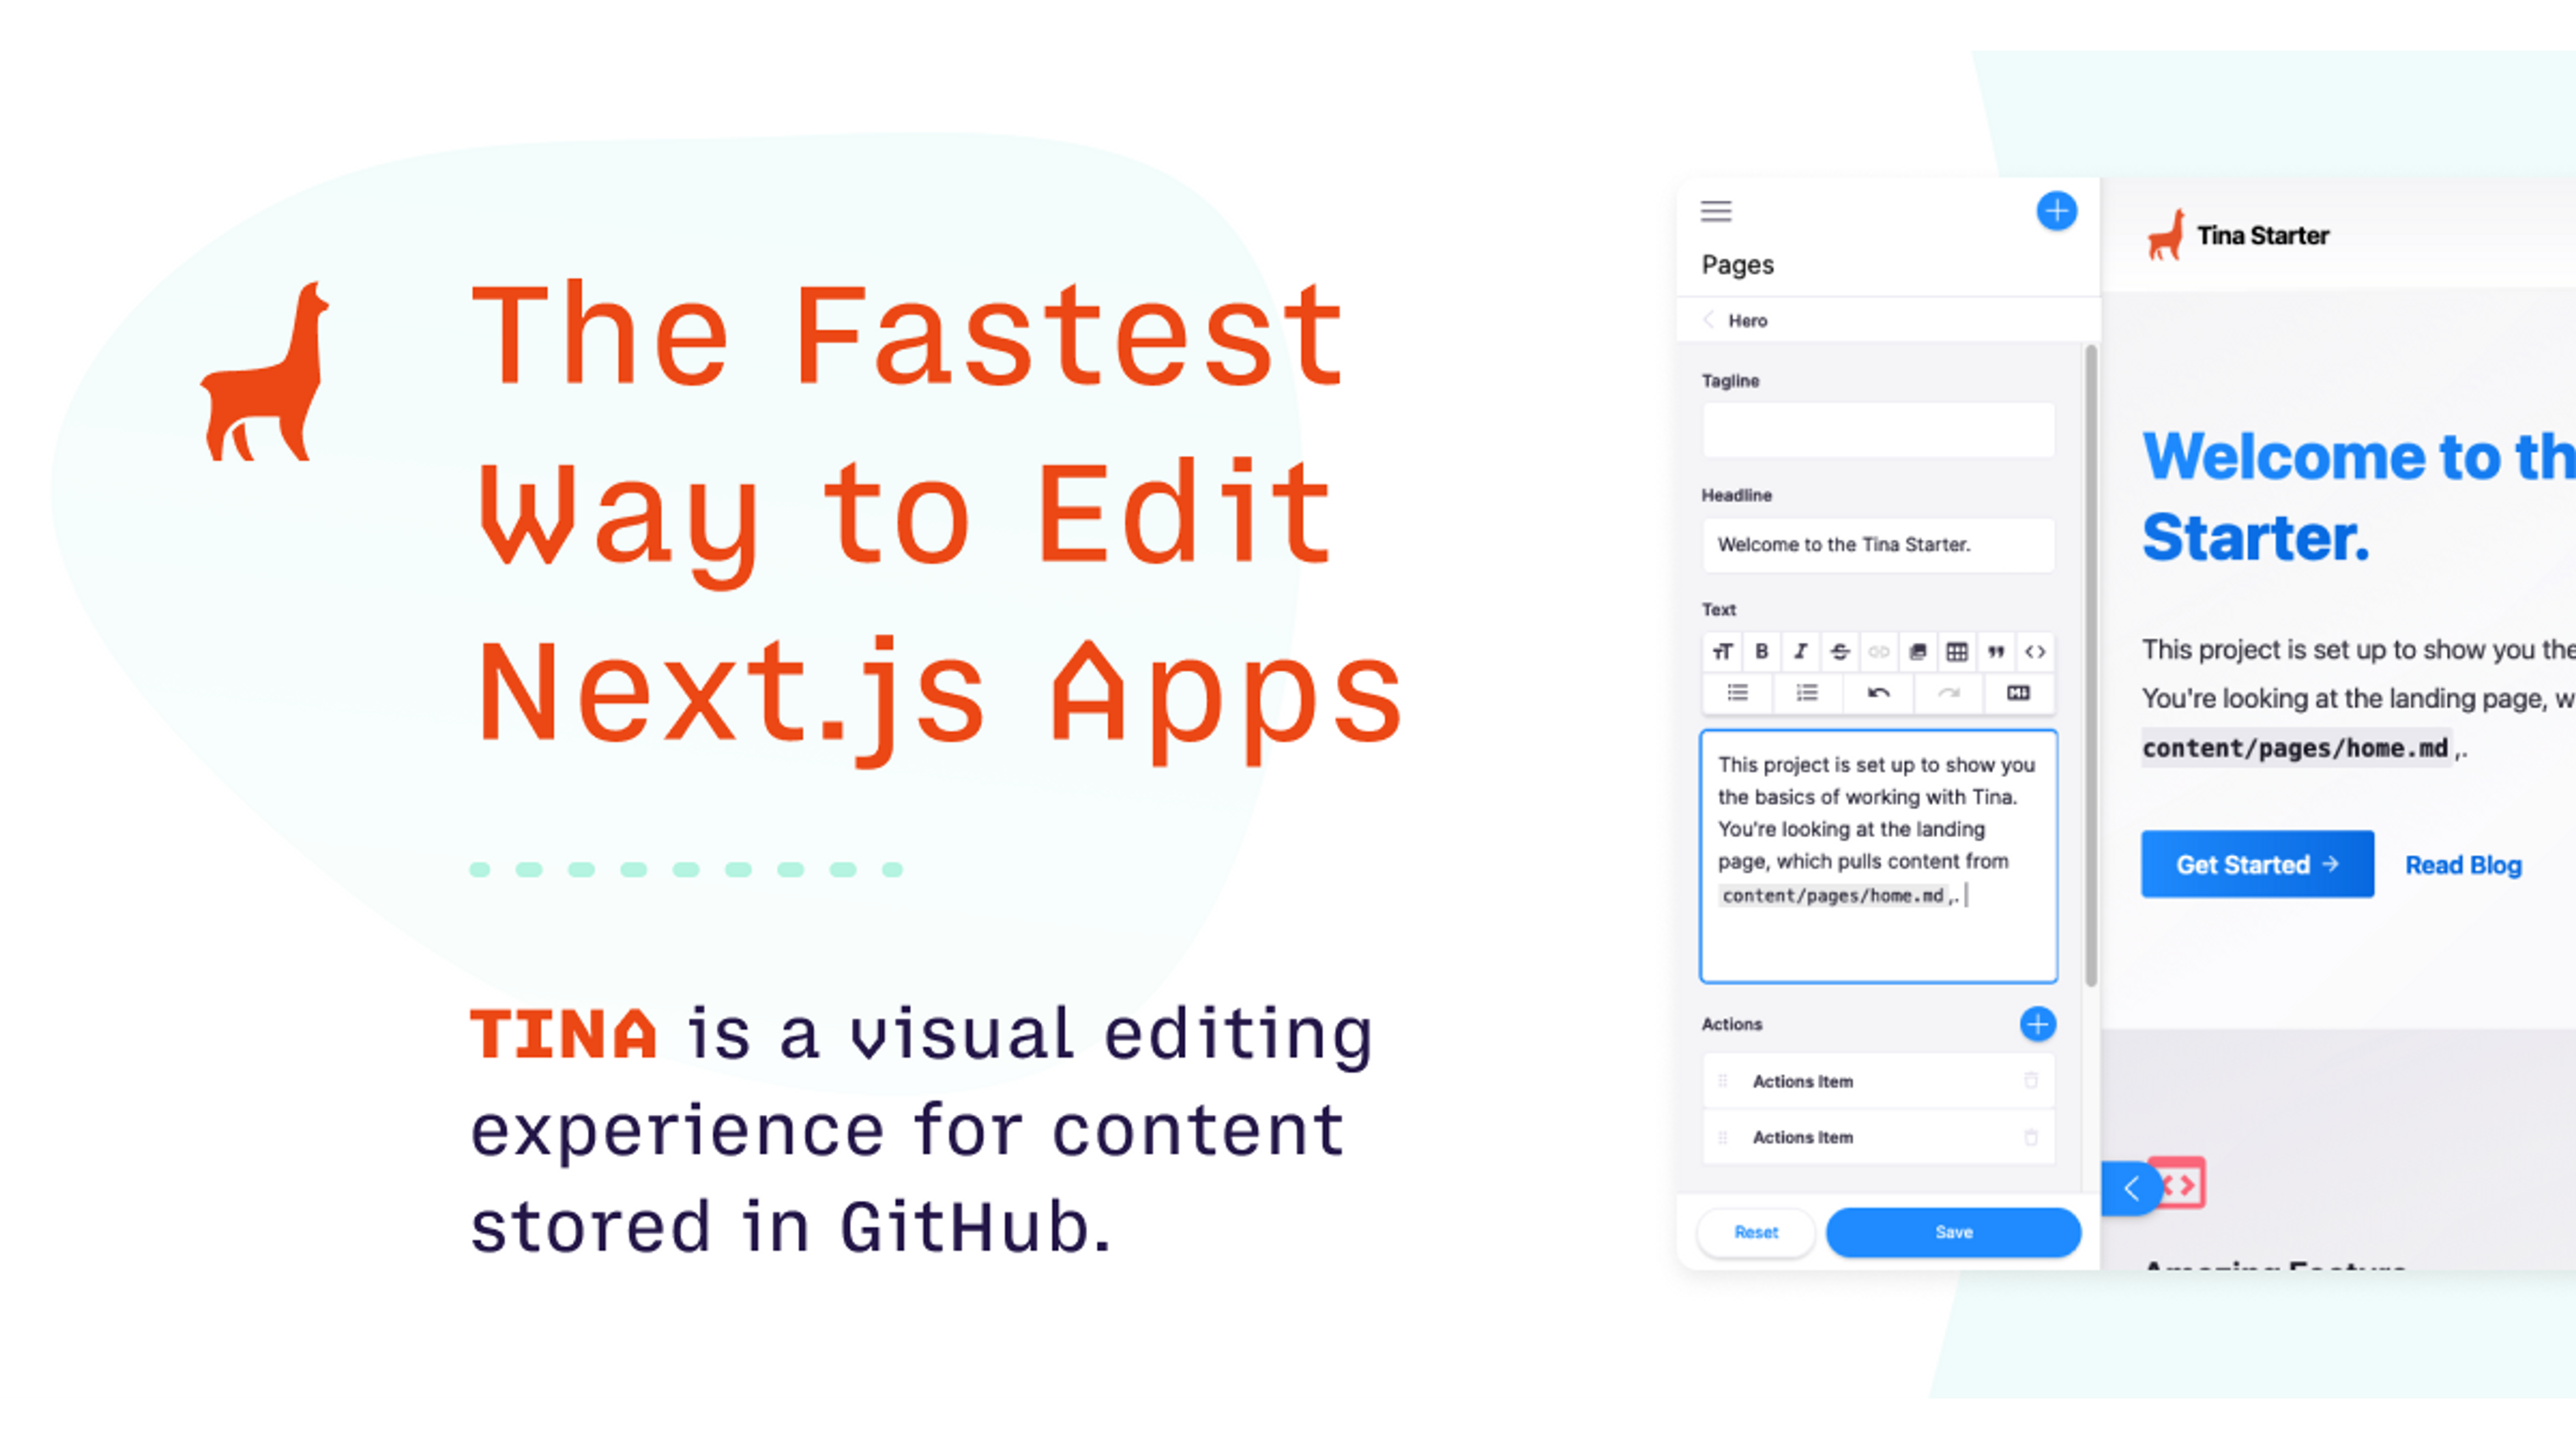 The Fastest
Way to Edit
Next.js Apps
TINA is a visual editing
experience for content
stored in GitHub.
Pages
Hero
Tagline
Headline
Welcome to the Tina Starter.
Text
This project is set up to show you
the basics of working with Tina.
You're looking at the landing
page, which pulls content from
content/pages/home.md,.
Actions
Actions Item
Actions Item
Reset
Save
Tina Starter
Welcome to th
Starter.
This project is set up to show you the
You're looking at the landing page, w
content/pages/home.md,.
Get Started →
Read Blog
Amazing Feature